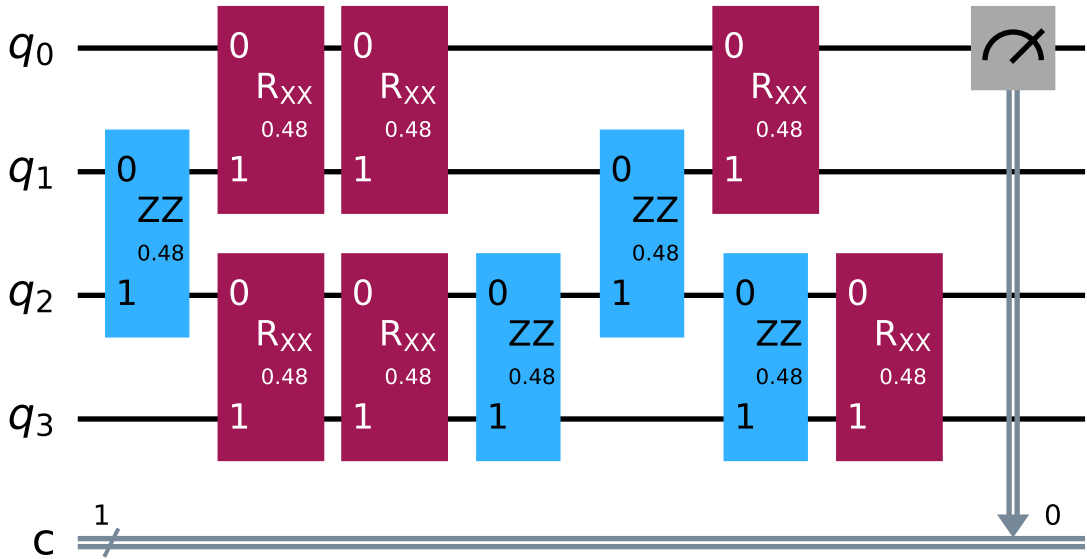 q0
0 0 0
RXX RXX RXX
0.48 0.48 0.48
q1
0 1 1 0 1
ZZ ZZ
0.48 0.48
q2
1 0 0 0 1 0 0
RXX RXX ZZ ZZ RXX
0.48 0.48 0.48 0.48 0.48
q3
1 1 1 1 1
1 0
c